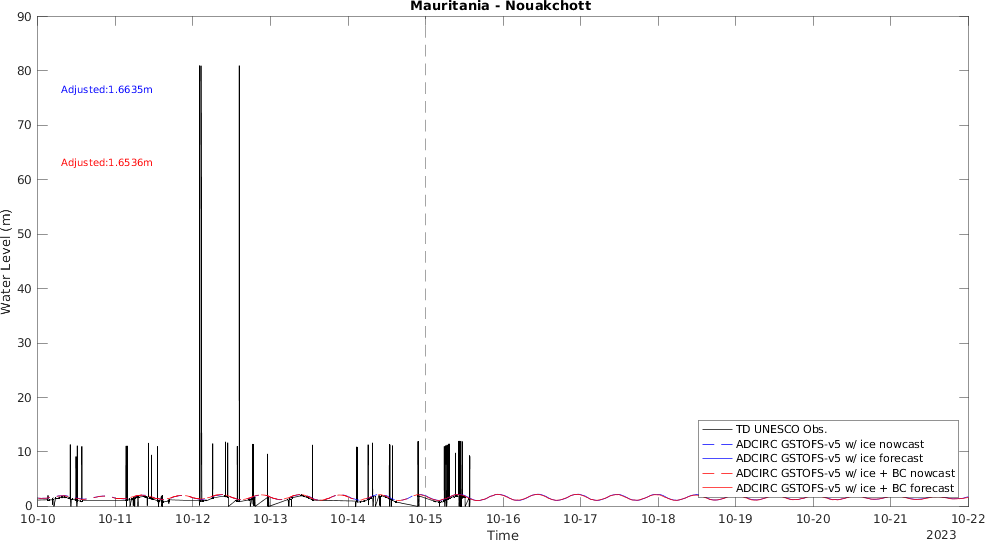 Mauritania - Nouakchott
90
80
70
60
50
40
30
20
10
0
Water Level (m)
Adjusted:1.6635m
Adjusted:1.6536m
TD UNESCO Obs.
ADCIRC GSTOFS-v5 w/ ice nowcast
ADCIRC GSTOFS-v5 w/ ice forecast
ADCIRC GSTOFS-v5 w/ ice + BC nowcast
ADCIRC GSTOFS-v5 w/ ice + BC forecast
10-10 10-11 10-12 10-13 10-14 10-15 10-16 10-17 10-18 10-19 10-20 10-21 10-22
Time
2023